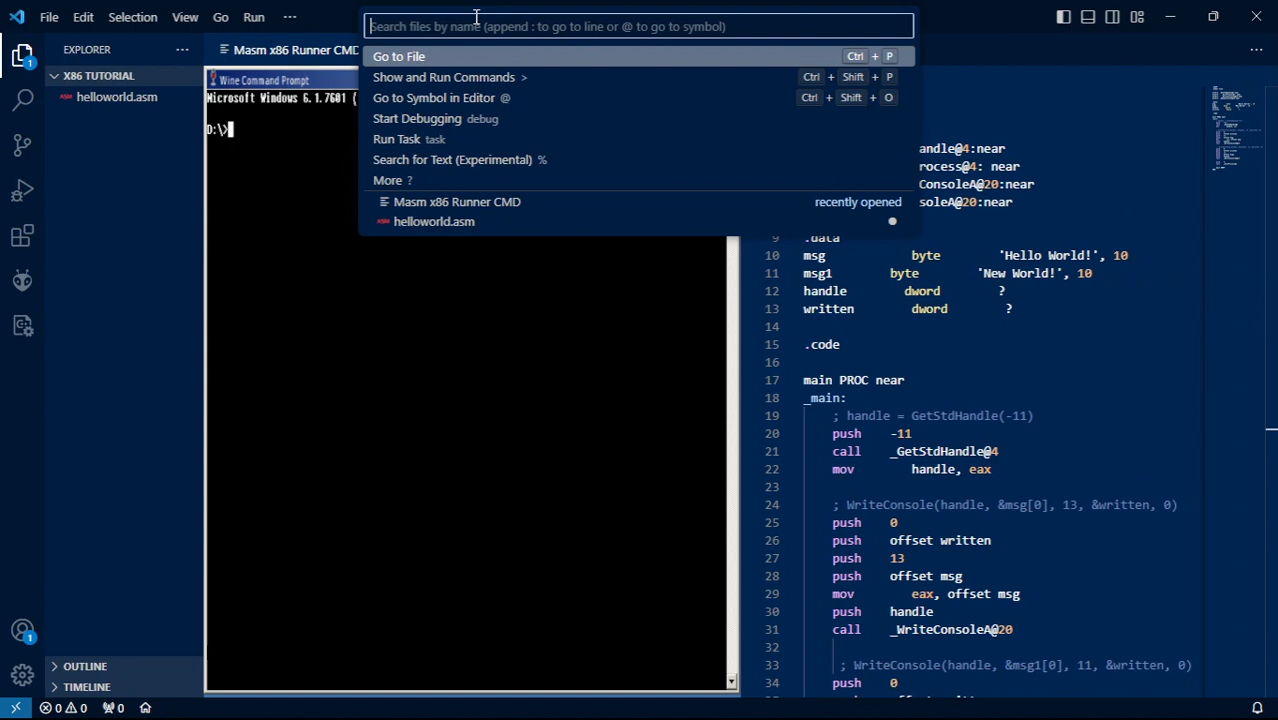 File Edit Selection View Go Run ···
Search files by name (append : to go to line or @ to go to symbol)
Go to File Ctrl + P
Show and Run Commands > Ctrl + Shift + P
Go to Symbol in Editor @ Ctrl + Shift + O
Start Debugging debug
Run Task task
Search for Text (Experimental) %
More ?
Masm x86 Runner CMD recently opened
helloworld.asm
EXPLORER ···
X86 TUTORIAL
ASM helloworld.asm
OUTLINE
TIMELINE
Masm x86 Runner CMD
Wine Command Prompt
Microsoft Windows 6.1.7601 (
D:\>
andle@4:near
rocess@4: near
ConsoleA@20:near
soleA@20:near
9 .data
10 msg byte 'Hello World!', 10
11 msg1 byte 'New World!', 10
12 handle dword ?
13 written dword ?
14
15 .code
16
17 main PROC near
18 _main:
19 ; handle = GetStdHandle(-11)
20 push -11
21 call _GetStdHandle@4
22 mov handle, eax
23
24 ; WriteConsole(handle, &msg[0], 13, &written, 0)
25 push 0
26 push offset written
27 push 13
28 push offset msg
29 mov eax, offset msg
30 push handle
31 call _WriteConsoleA@20
32
33 ; WriteConsole(handle, &msg1[0], 11, &written, 0)
34 push 0
0 0 0